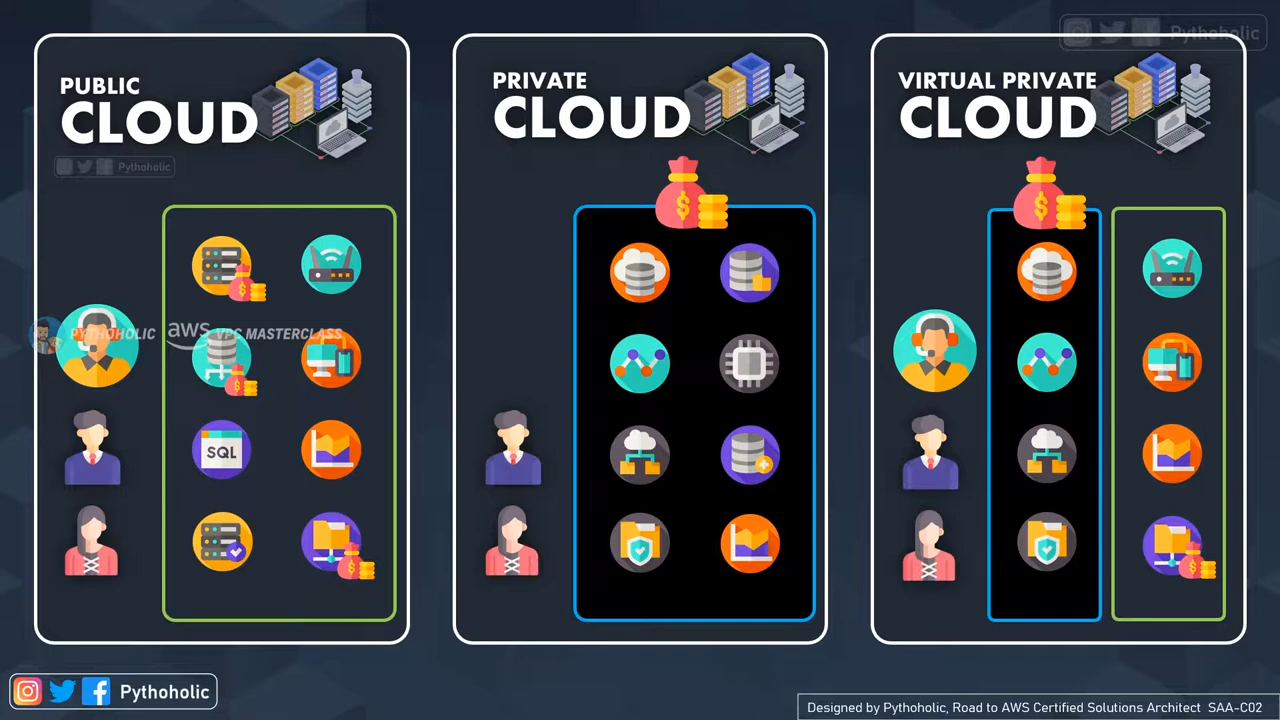 Pythoholic
PUBLIC
CLOUD
PRIVATE
CLOUD
VIRTUAL PRIVATE
CLOUD
Pythoholic
$
$
$
PYTHOHOLIC aws VPC MASTERCLASS
$
SQL
$
$
Pythoholic
Designed by Pythoholic, Road to AWS Certified Solutions Architect SAA-C02